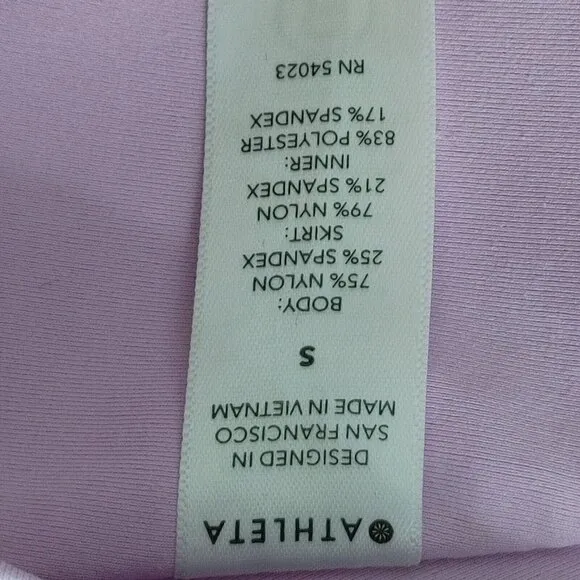 ATHLETA
DESIGNED IN
SAN FRANCISCO
MADE IN VIETNAM
S
BODY:
75% NYLON
25% SPANDEX
SKIRT:
79% NYLON
21% SPANDEX
INNER:
83% POLYESTER
17% SPANDEX
RN 54023